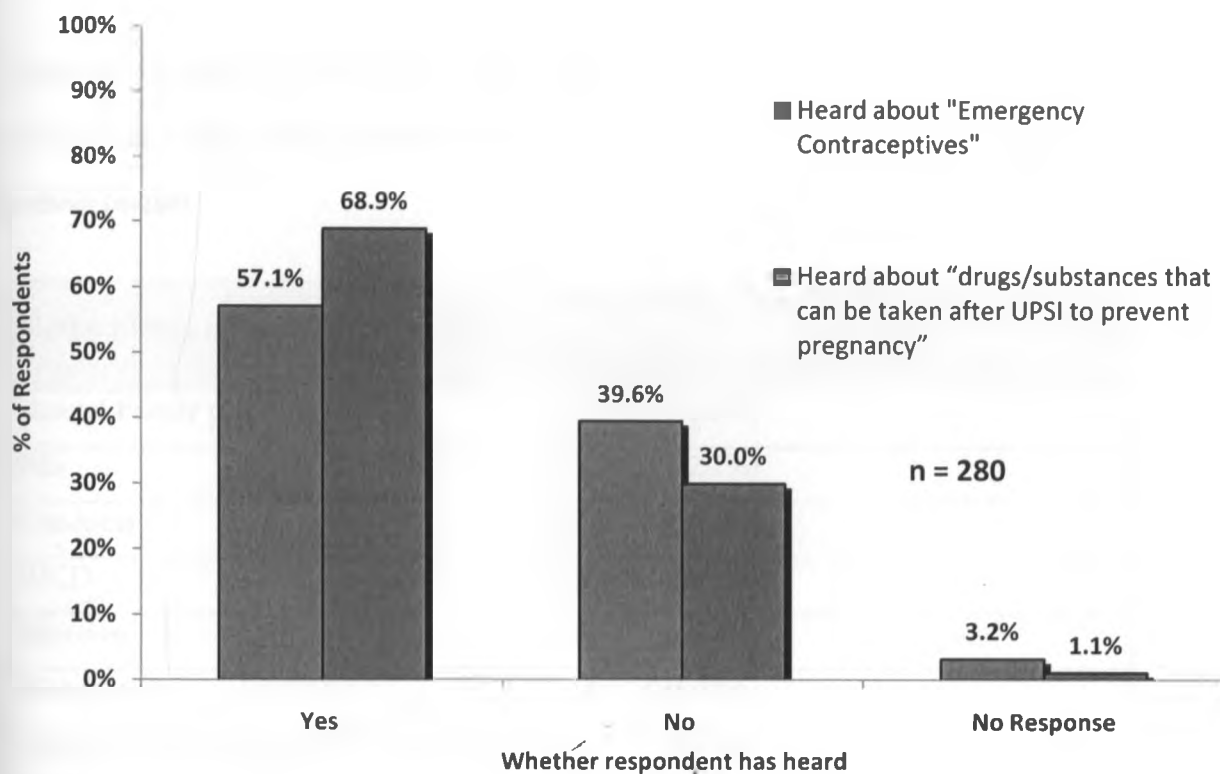 100%
90%
80%
70%
60%
50%
40%
30%
20%
10%
0%
% of Respondents
57.1%
68.9%
39.6%
30.0%
3.2%
1.1%
Heard about "Emergency
Contraceptives"
Heard about “drugs/substances that
can be taken after UPSI to prevent
pregnancy”
n = 280
Yes
No
No Response
Whether respondent has heard